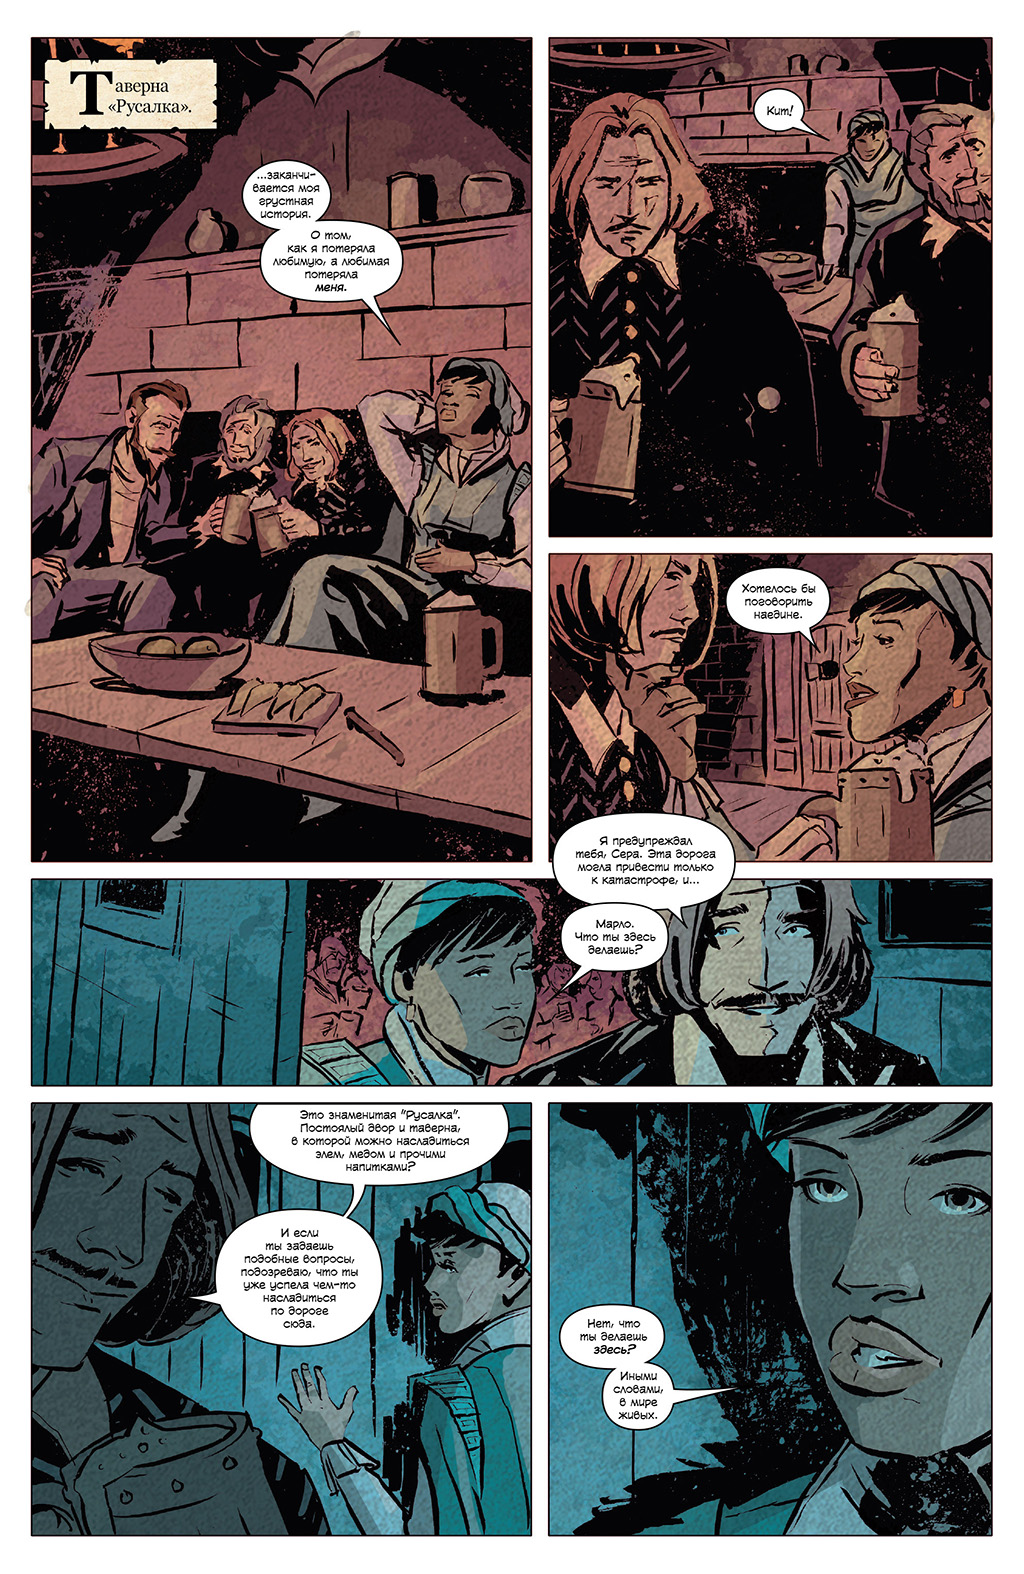 Таверна
«Русалка».
...заканчи-
вается моя
грустная
история.
О том,
как я потеряла
любимую, а любимая
потеряла
меня.
Кит!
Хотелось бы
поговорить
наедине.
Я предупреждал
тебя, Сера. Эта дорога
могла привести только
к катастрофе, и...
Марло.
Что ты здесь
делаешь?
Это знаменитая "Русалка".
Постоялый двор и таверна,
в которой можно насладиться
элем, медом и прочими
напитками?
И если
ты задаешь
подобные вопросы,
подозреваю, что ты
уже успела чем-то
насладиться
по дороге
сюда.
Нет, что
ты делаешь
здесь?
Иными
словами,
в мире
живых.